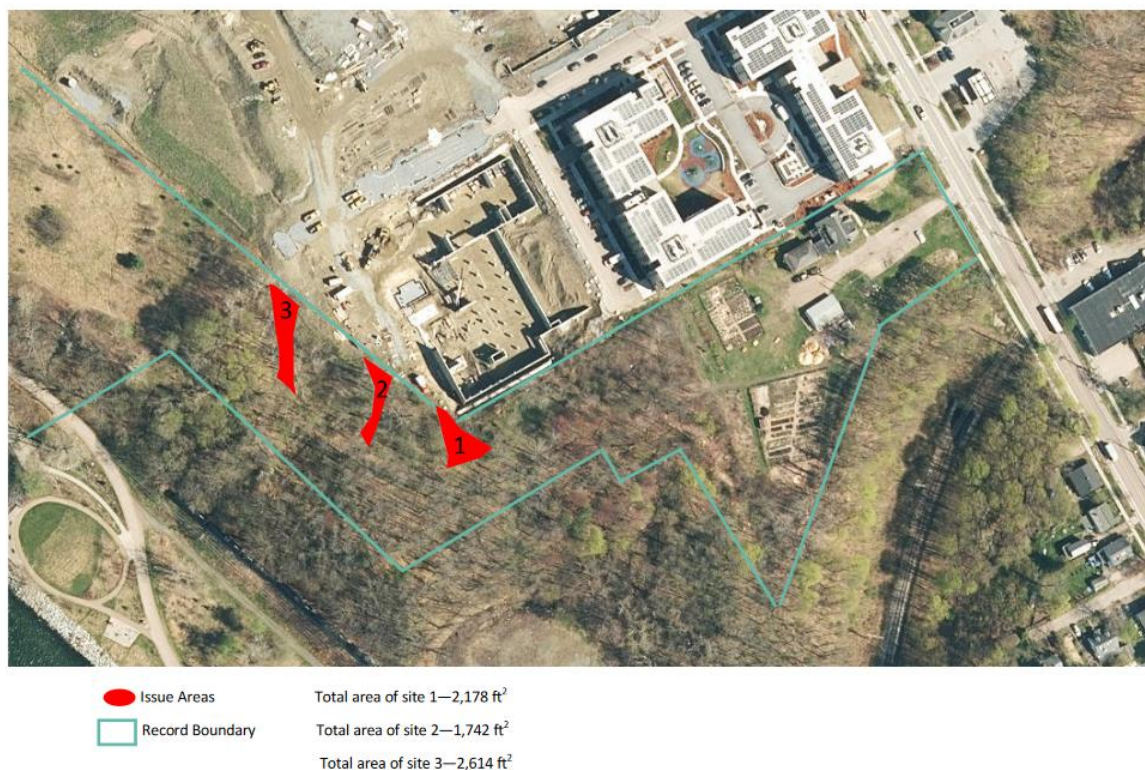 3
2
1
Issue Areas Total area of site 1—2,178 ft²
Record Boundary Total area of site 2—1,742 ft²
Total area of site 3—2,614 ft²